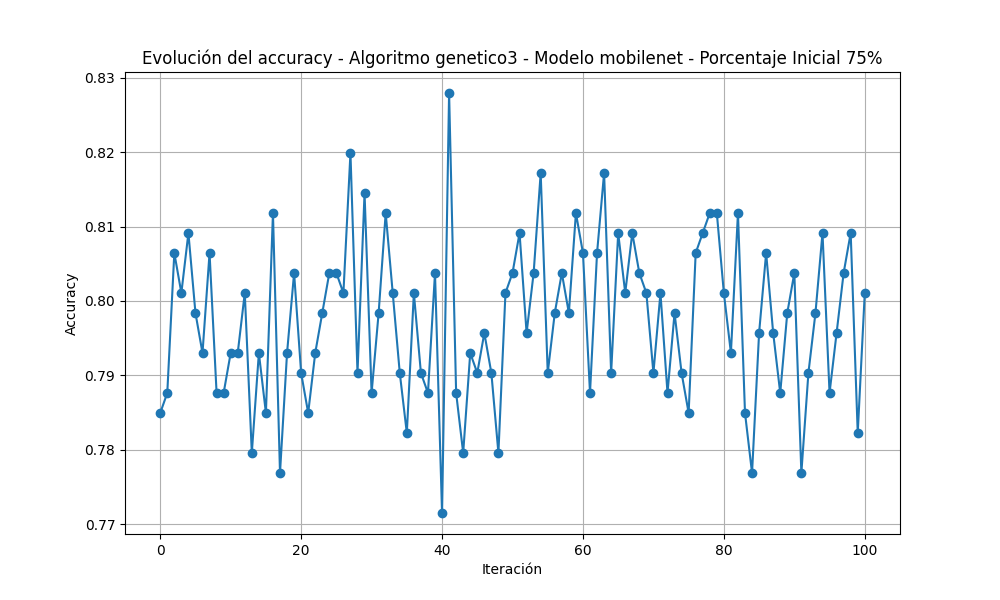 Evolución del accuracy - Algoritmo genetico3 - Modelo mobilenet - Porcentaje Inicial 75%
0.83
0.82
0.81
0.80
0.79
0.78
0.77
Accuracy
0 20 40 60 80 100
Iteración